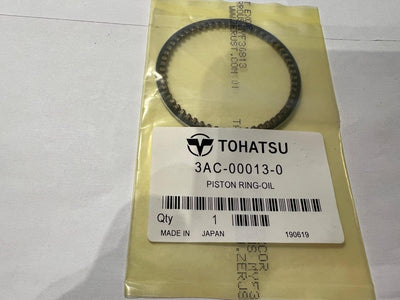 TOHATSU
3AC-00013-0
PISTON RING-OIL
Qty 1
MADE IN JAPAN 190619